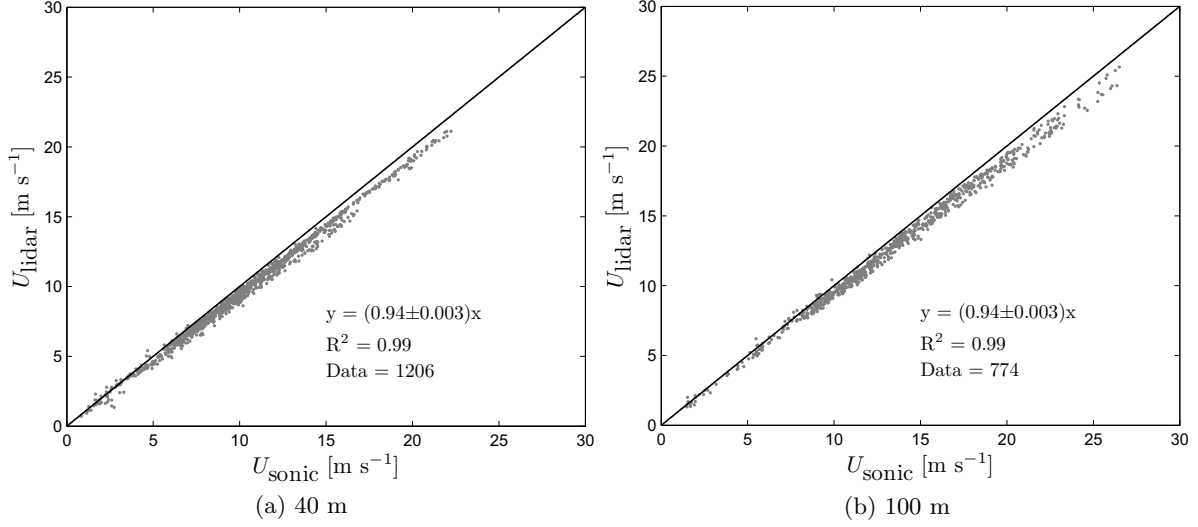 30
25
20
15
10
5
0
U_lidar [m s⁻¹]
y = (0.94±0.003)x
R² = 0.99
Data = 1206
0 5 10 15 20 25 30
U_sonic [m s⁻¹]
(a) 40 m
30
25
20
15
10
5
0
U_lidar [m s⁻¹]
y = (0.94±0.003)x
R² = 0.99
Data = 774
0 5 10 15 20 25 30
U_sonic [m s⁻¹]
(b) 100 m